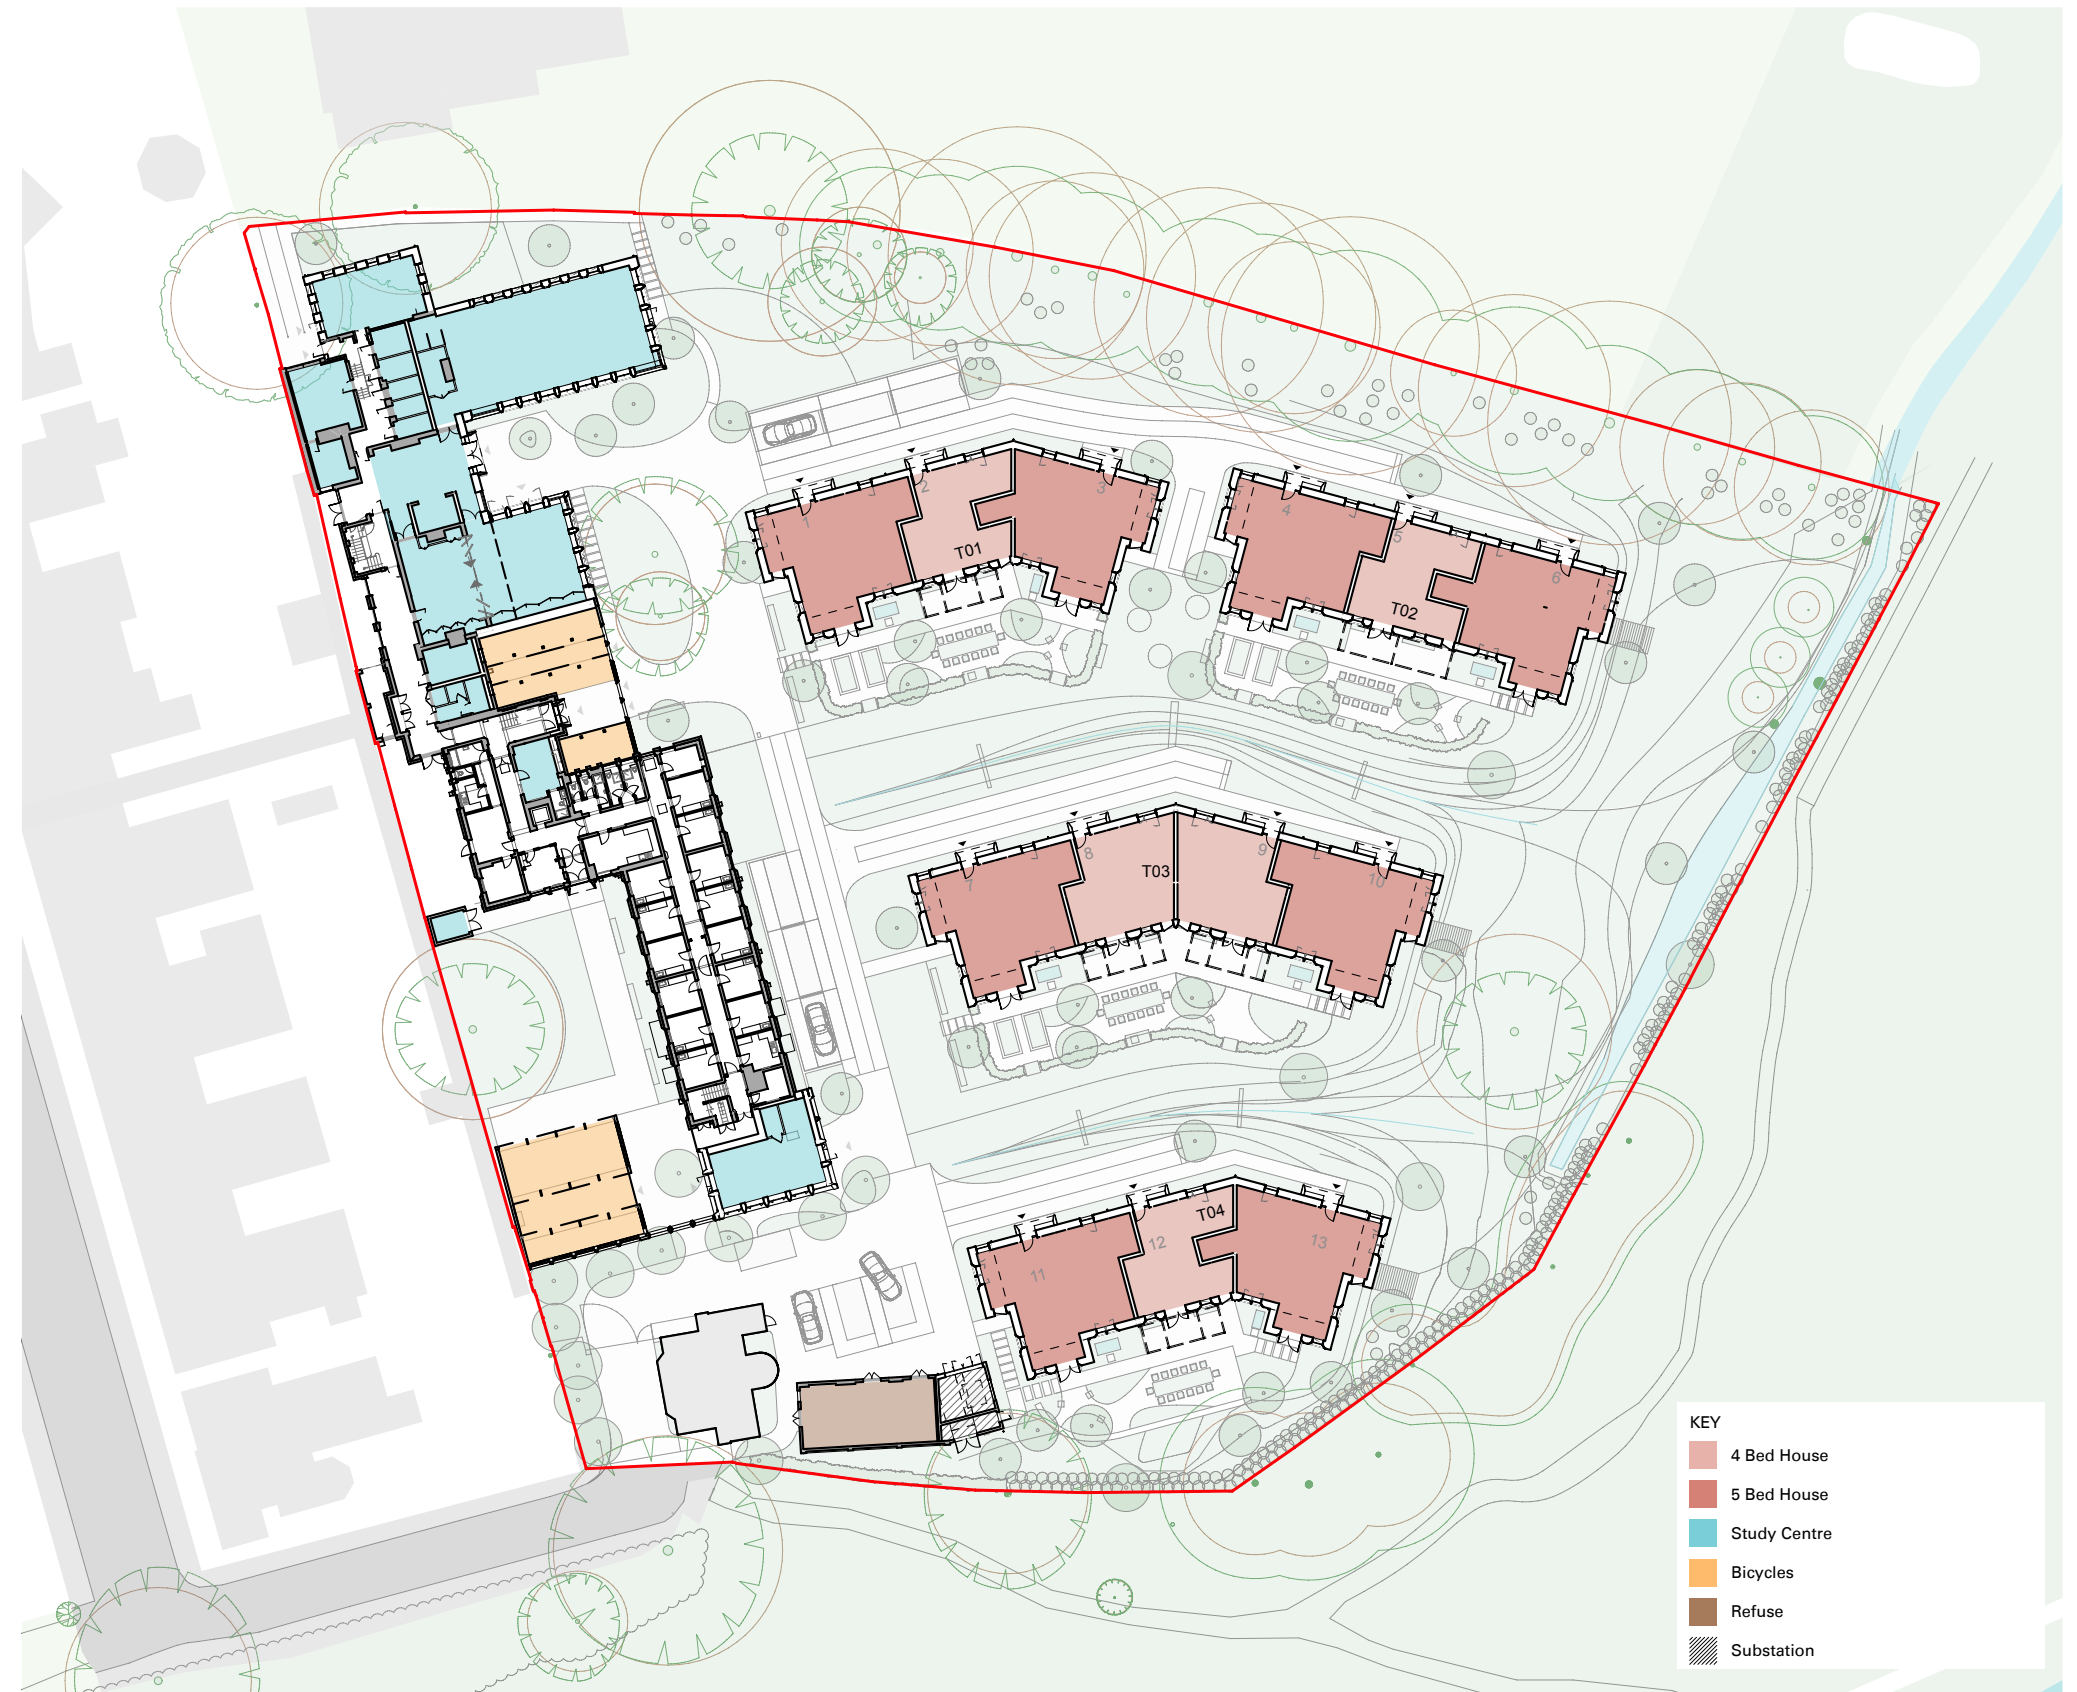 1
2
3
T01
4
5
6
T02
7
8
9
10
T03
11
12
13
T04
KEY
4 Bed House
5 Bed House
Study Centre
Bicycles
Refuse
Substation